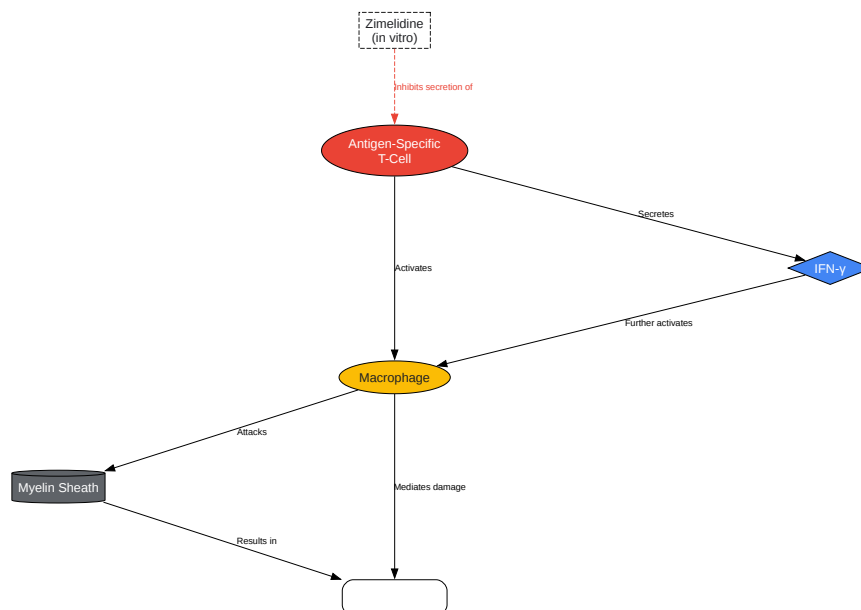 Zimelidine
(in vitro)
Inhibits secretion of
Antigen-Specific
T-Cell
Secretes
Activates
IFN-γ
Further activates
Macrophage
Attacks
Myelin Sheath
Mediates damage
Results in